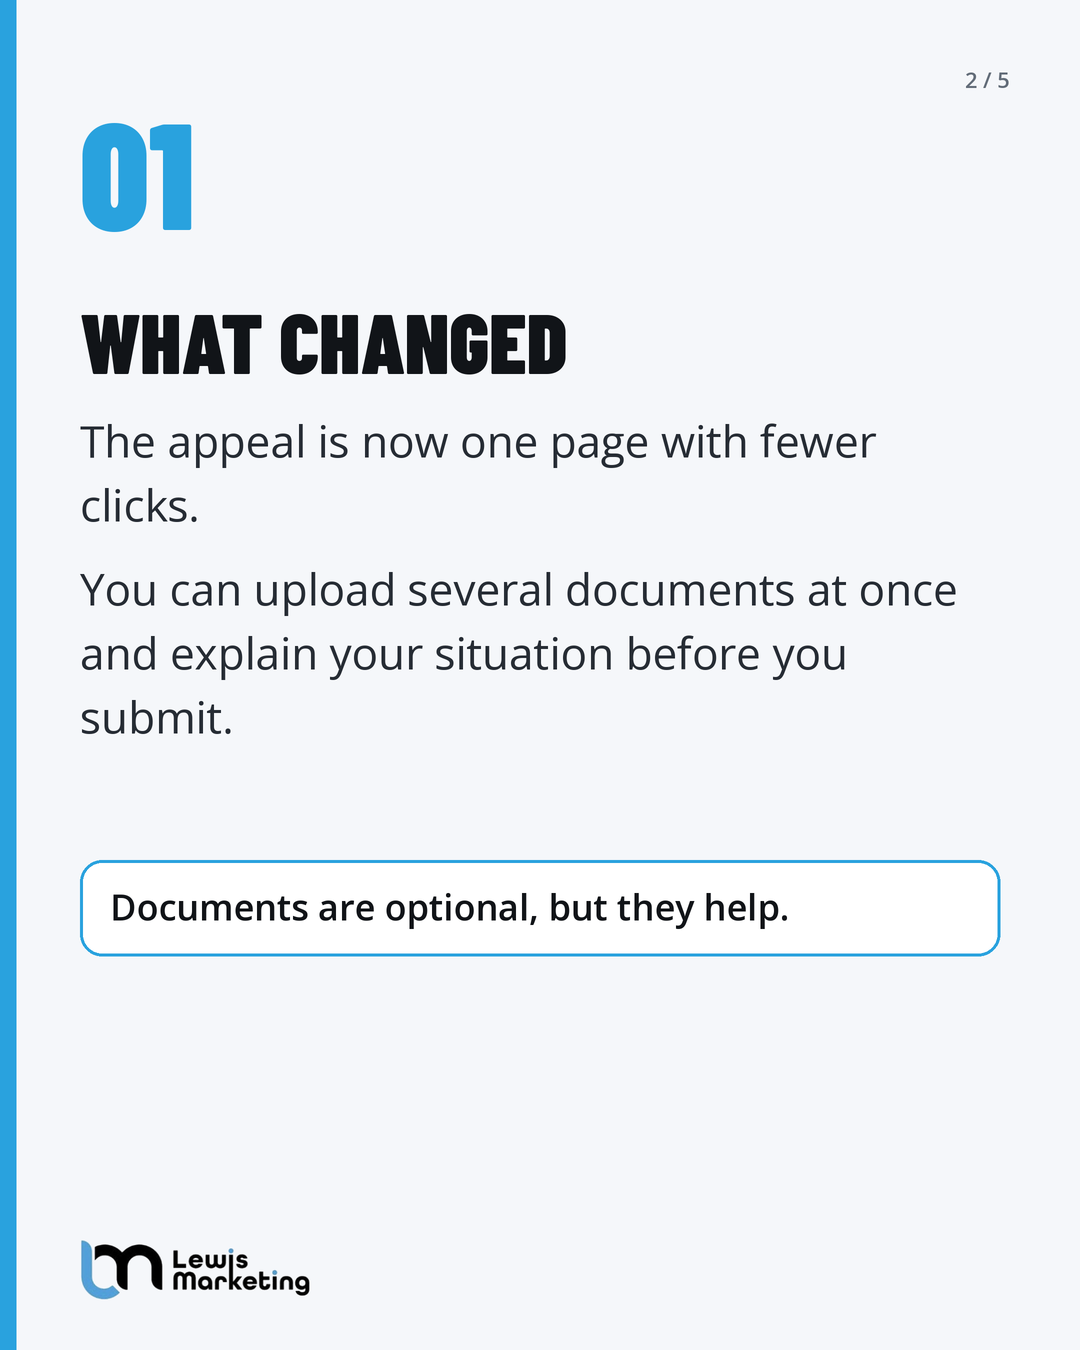 2 / 5
01
WHAT CHANGED
The appeal is now one page with fewer
clicks.
You can upload several documents at once
and explain your situation before you
submit.
Documents are optional, but they help.
Lewis
Marketing